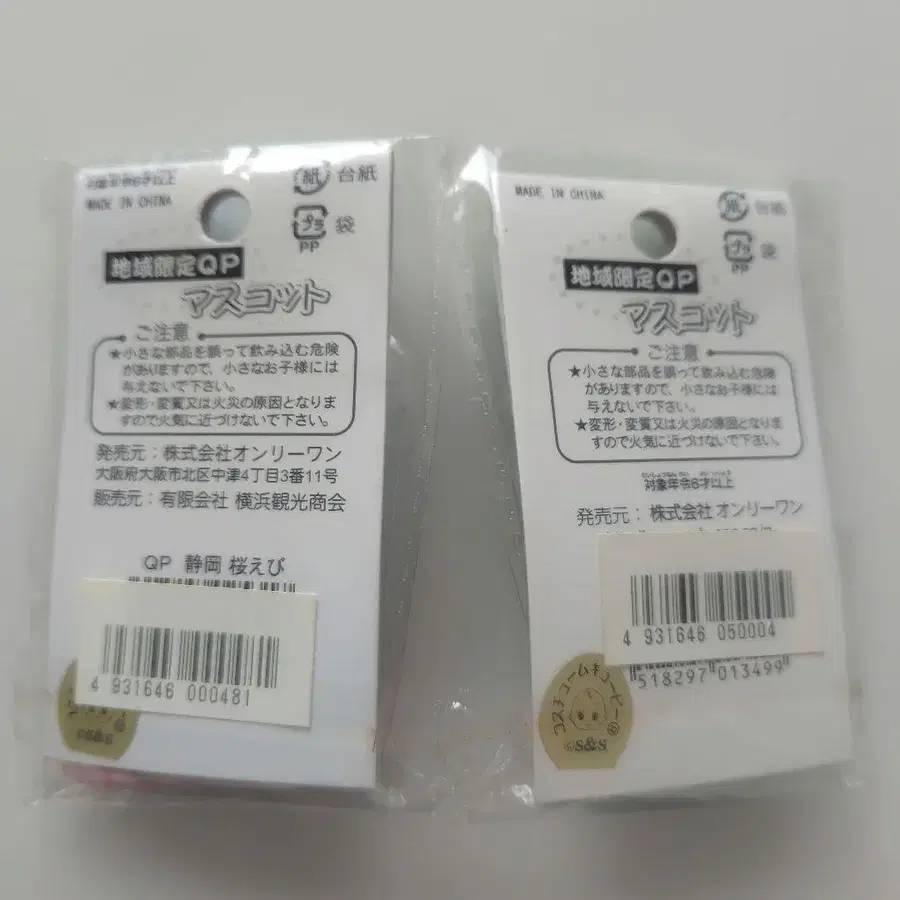 対象年令6才以上
MADE IN CHINA
紙 台紙
プラ 袋
PP
地域限定QP
マスコット
ご注意
★小さな部品を誤って飲み込む危険
がありますので、小さなお子様には
与えないで下さい。
★変形・変質又は火災の原因となりま
すので火気に近づけないで下さい。
発売元：株式会社オンリーワン
大阪府大阪市北区中津4丁目3番11号
販売元：有限会社 横浜観光商会
QP 静岡 桜えび
4 931646 000481
MADE IN CHINA
紙 台紙
プラ 袋
PP
地域限定QP
マスコット
ご注意
★小さな部品を誤って飲み込む危険
がありますので、小さなお子様には
与えないで下さい。
★変形・変質又は火災の原因となりま
すので火気に近づけないで下さい。
対象年令6才以上
発売元：株式会社 オンリーワン
4 931646 050004
518297 013499
コスチュームキューピー®
©S&S